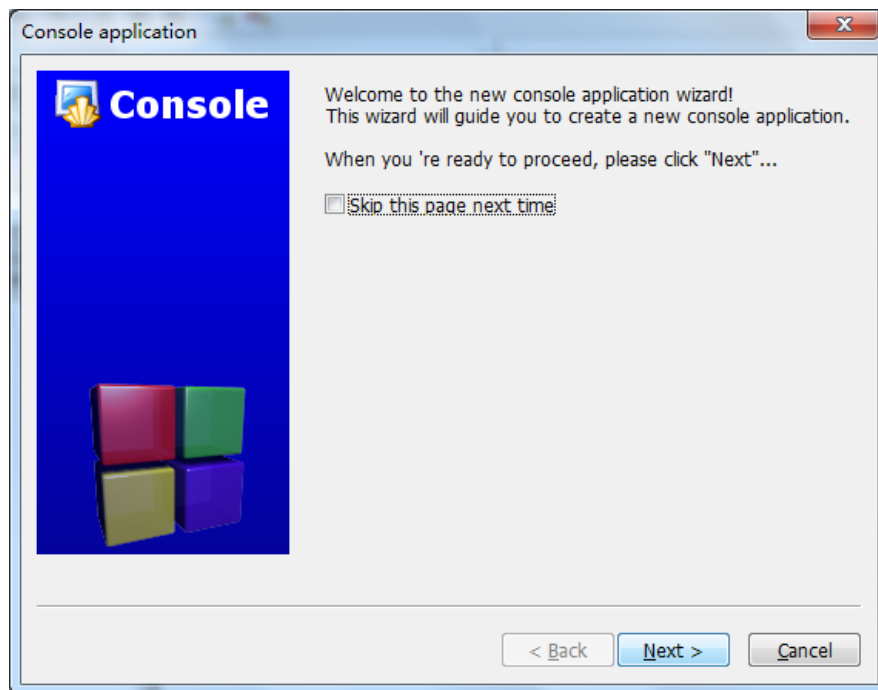 Console application
Console
Welcome to the new console application wizard!
This wizard will guide you to create a new console application.
When you 're ready to proceed, please click "Next"...
Skip this page next time
< Back
Next >
Cancel